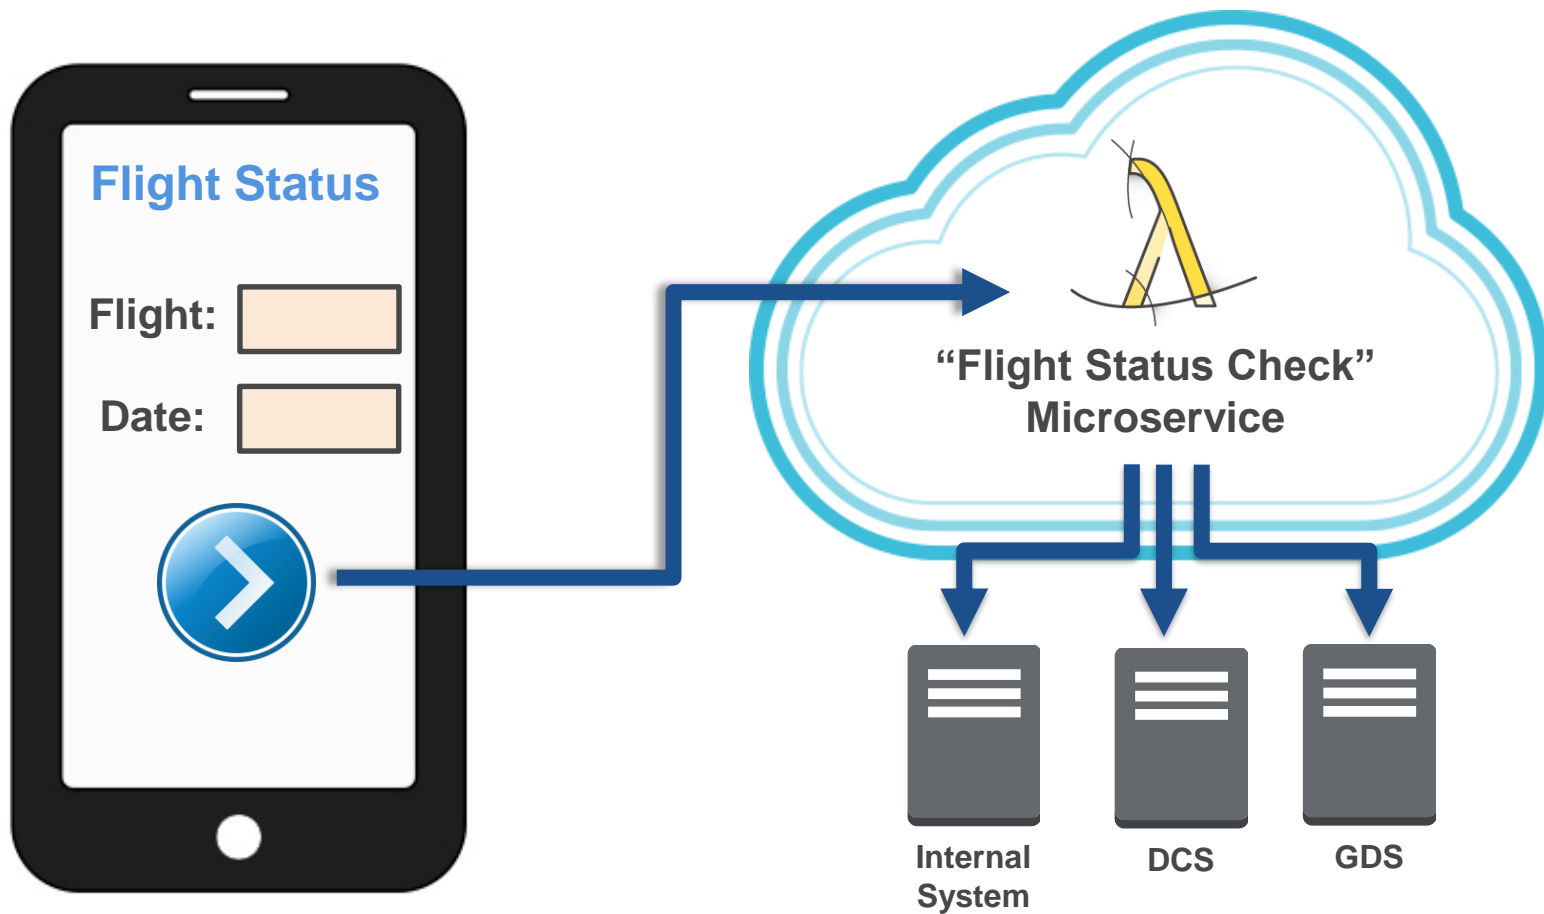 Flight Status
Flight:
Date:
“Flight Status Check”
Microservice
Internal
System
DCS
GDS